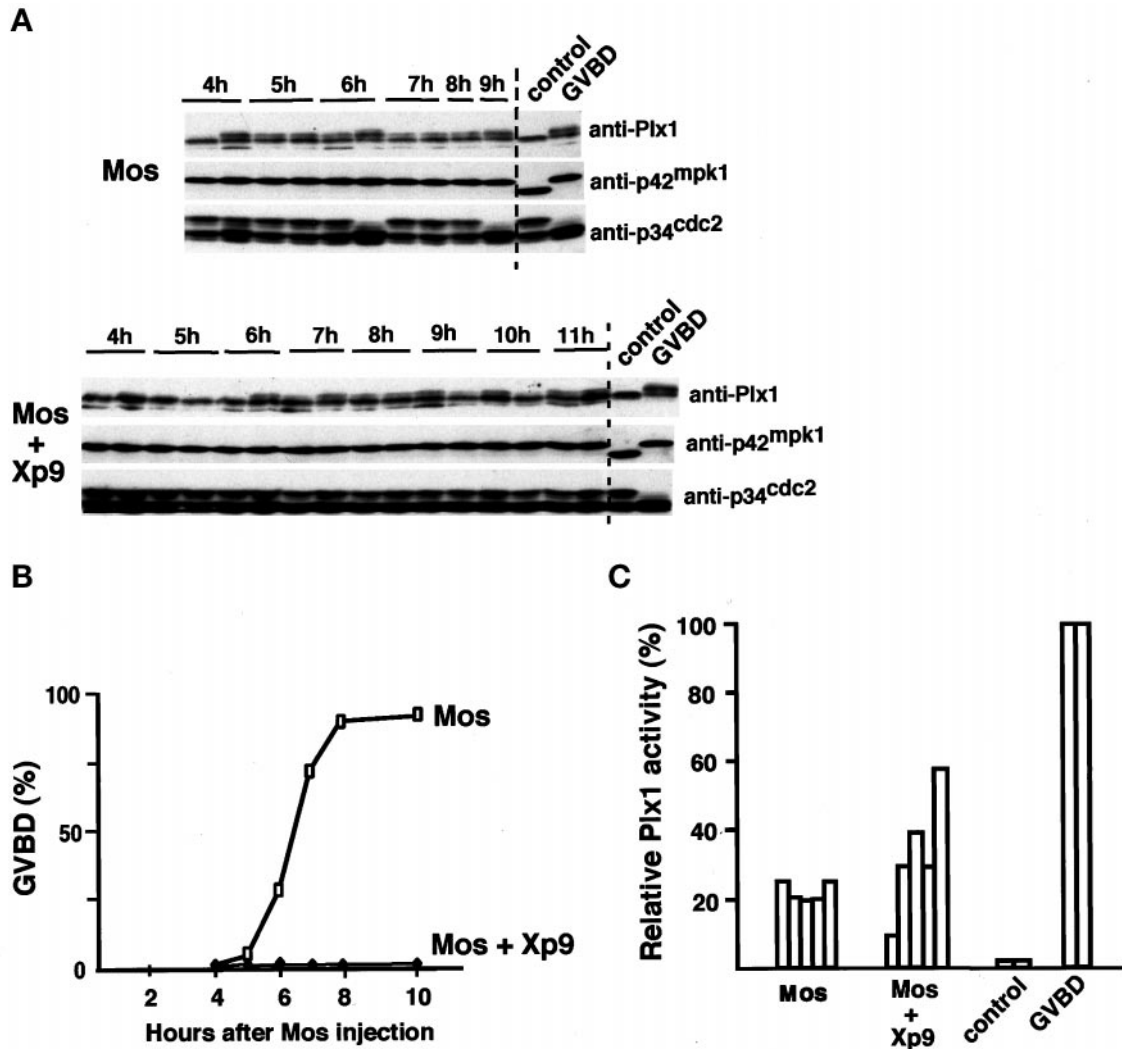 A
4h 5h 6h 7h 8h 9h control GVBD
Mos
anti-Plx1
anti-p42mpk1
anti-p34cdc2
4h 5h 6h 7h 8h 9h 10h 11h control GVBD
Mos
+
Xp9
anti-Plx1
anti-p42mpk1
anti-p34cdc2
B
GVBD (%)
100
50
0
2 4 6 8 10
Hours after Mos injection
Mos
Mos + Xp9
C
Relative Plx1 activity (%)
100
80
60
40
20
Mos
Mos
+
Xp9
control
GVBD